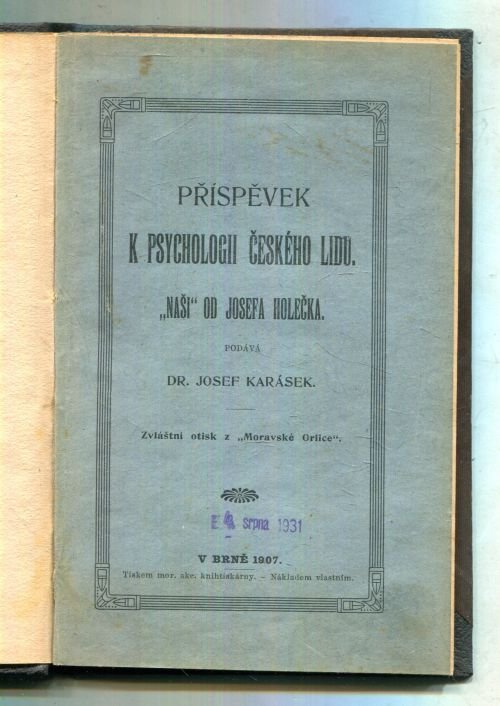 PŘÍSPĚVEK
K PSYCHOLOGII ČESKÉHO LIDU.
„NAŠI“ OD JOSEFA HOLEČKA.
PODÁVÁ
DR. JOSEF KARÁSEK.
Zvláštní otisk z „Moravské Orlice“.
srpna 1931
V BRNĚ 1907.
Tiskem mor. akc. knihtiskárny. – Nákladem vlastním.